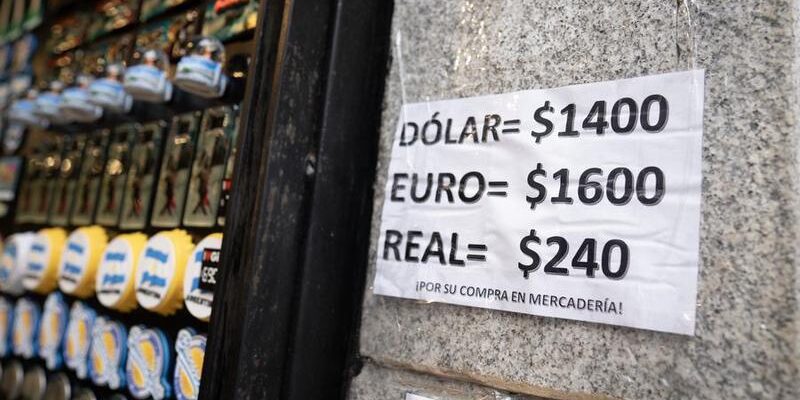 DÓLAR= $1400
EURO= $1600
REAL= $240
¡POR SU COMPRA EN MERCADERÍA!